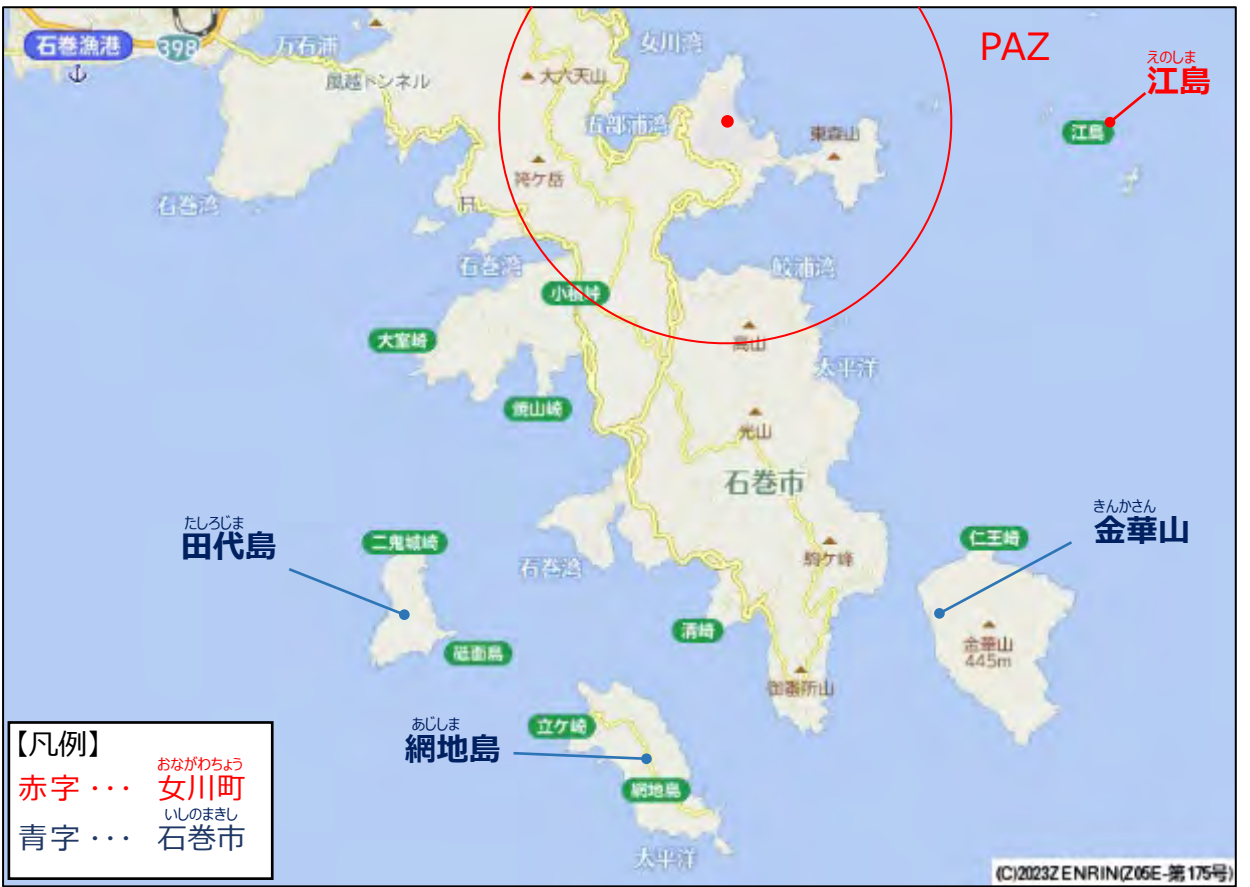 石巻漁港
398
万石浦
風越トンネル
女川湾
大六天山
PAZ
えのしま
江島
江島
石部浦湾
東森山
袴ケ岳
石巻湾
石巻湾
鮫浦湾
小積峠
大室崎
高山
太平洋
焼山崎
光山
石巻市
たしろじま
田代島
二鬼城崎
石巻湾
駒ケ峰
仁王崎
きんかさん
金華山
清崎
金華山
445m
砥面島
御番所山
あじしま
網地島
立ケ崎
網地島
太平洋
【凡例】
おながわちょう
赤字・・・ 女川町
いしのまきし
青字・・・ 石巻市
(C)2023ZENRIN(Z05E-第175号)